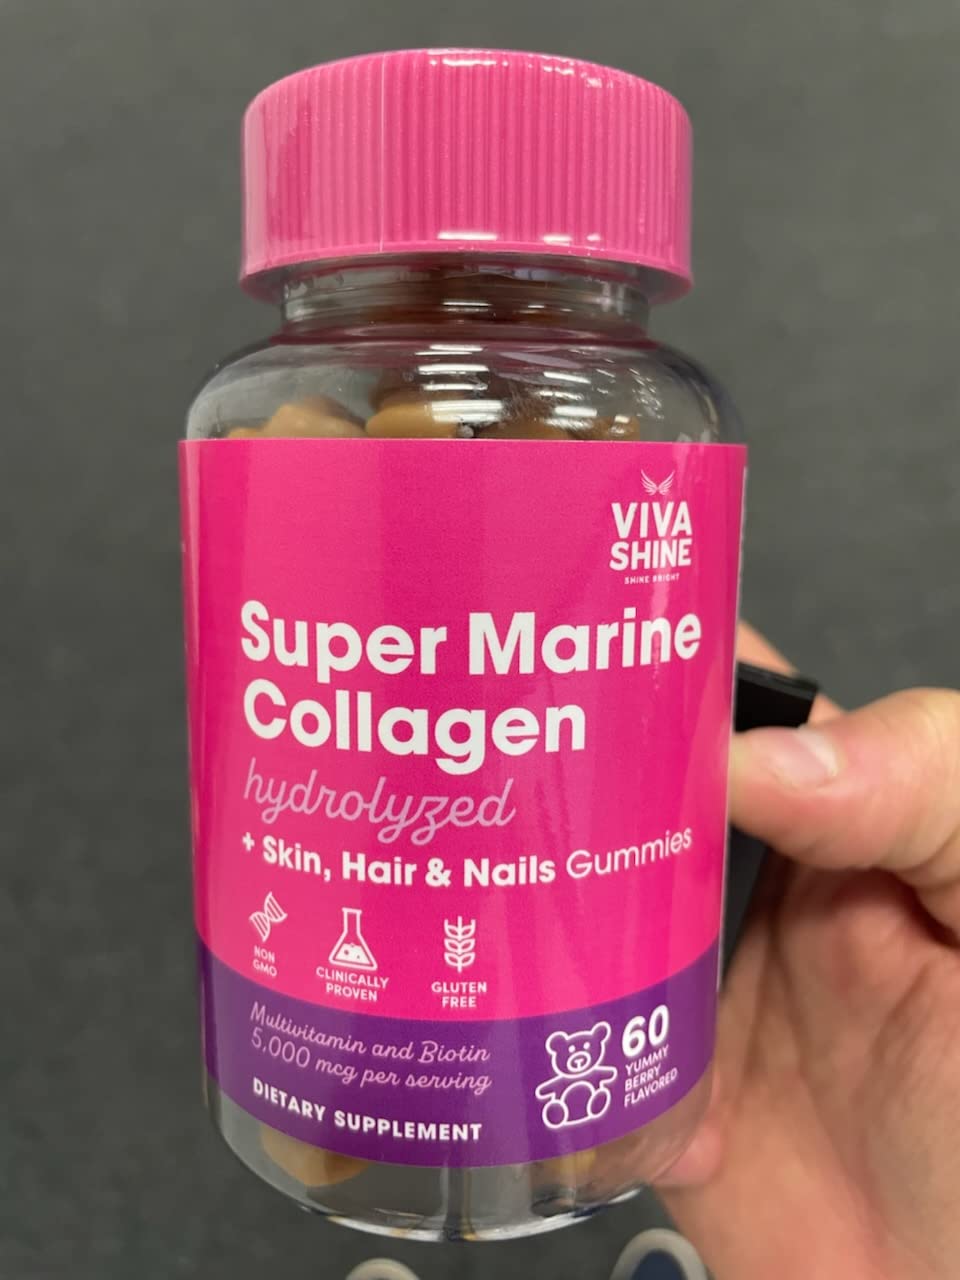 VIVA
SHINE
SHINE BRIGHT
Super Marine
Collagen
hydrolyzed
+ Skin, Hair & Nails Gummies
NON
GMO
CLINICALLY
PROVEN
GLUTEN
FREE
Multivitamin and Biotin
5,000 mcg per serving
DIETARY SUPPLEMENT
60
YUMMY
BERRY
FLAVORED